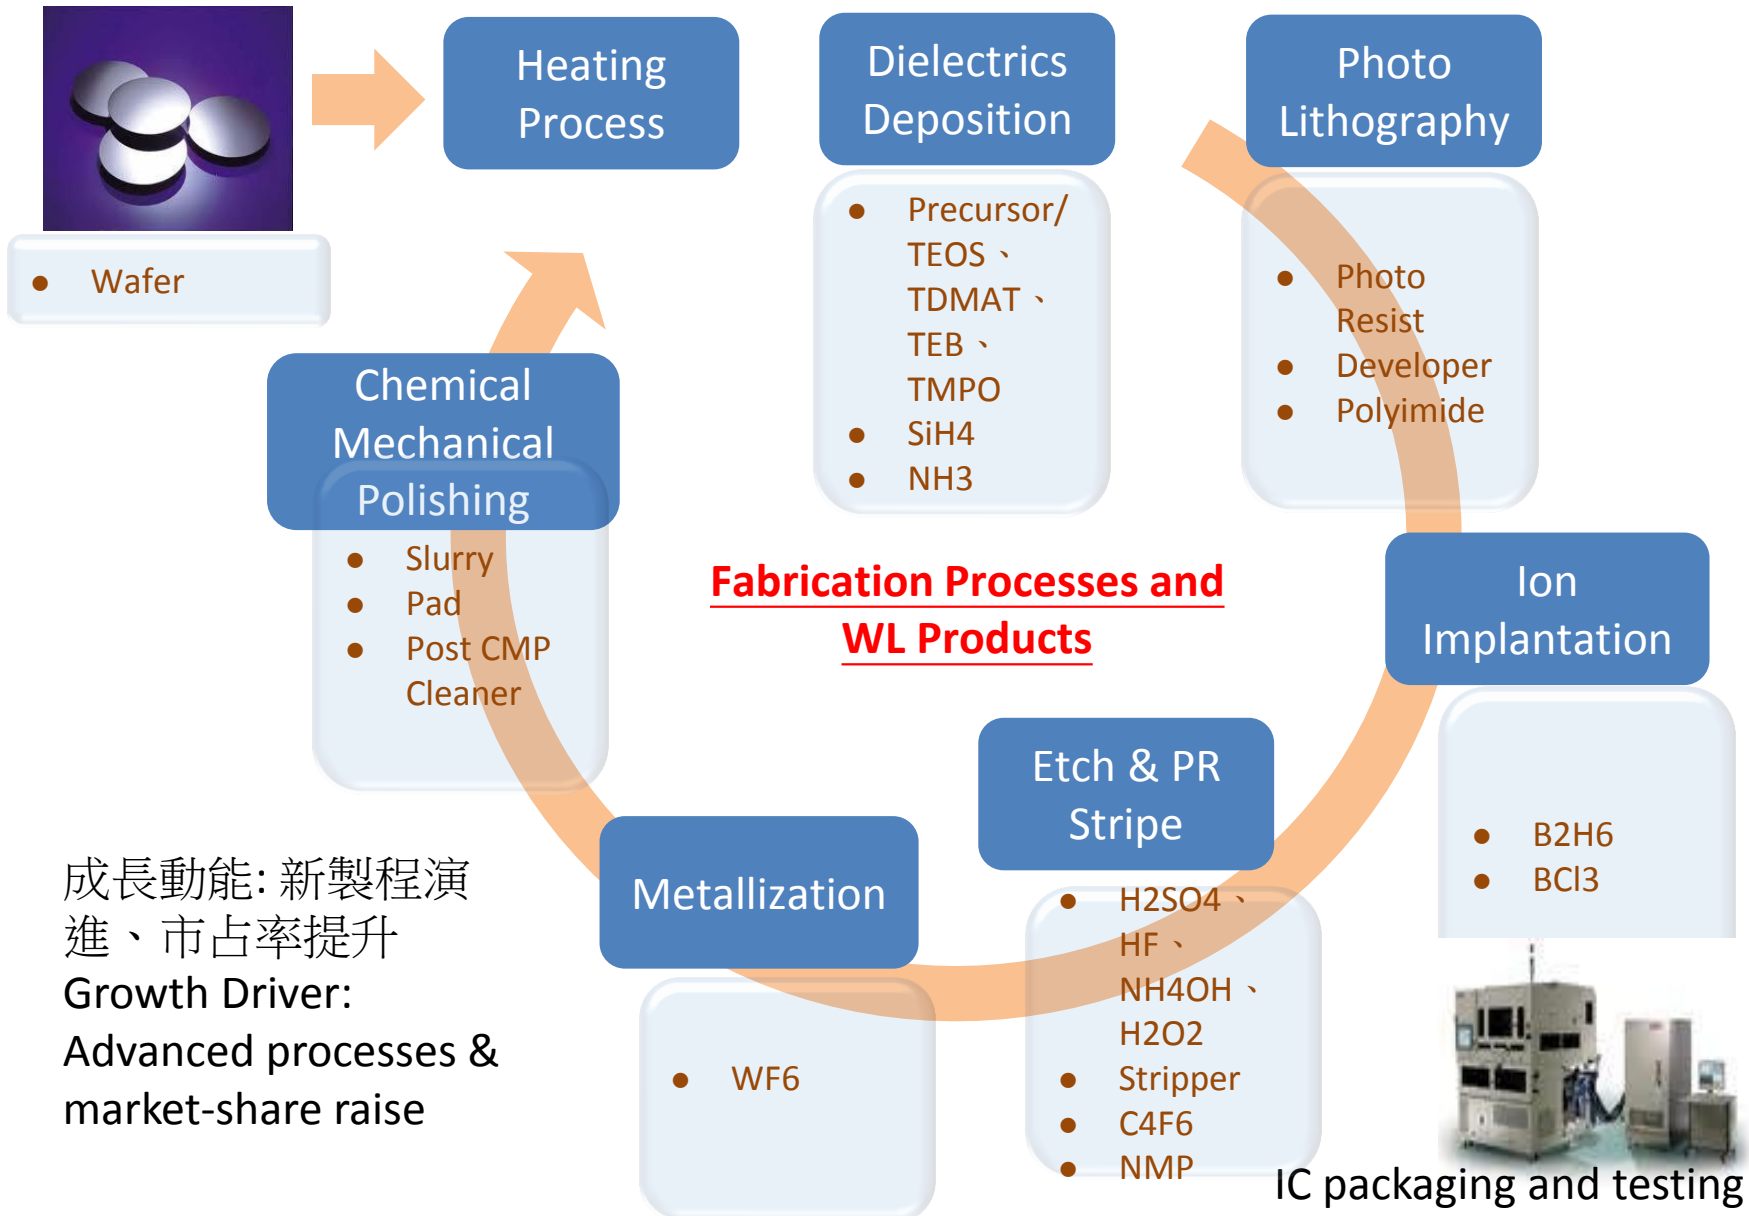 Heating
Process
Dielectrics
Deposition
Photo
Lithography
● Wafer
● Precursor/
TEOS、
TDMAT、
TEB、
TMPO
● SiH4
● NH3
● Photo
Resist
● Developer
● Polyimide
Chemical
Mechanical
Polishing
● Slurry
● Pad
● Post CMP
Cleaner
Fabrication Processes and
WL Products
Ion
Implantation
● B2H6
● BCl3
Etch & PR
Stripe
● H2SO4、
HF、
NH4OH、
H2O2
● Stripper
● C4F6
● NMP
Metallization
● WF6
成長動能: 新製程演
進、市占率提升
Growth Driver:
Advanced processes &
market-share raise
IC packaging and testing